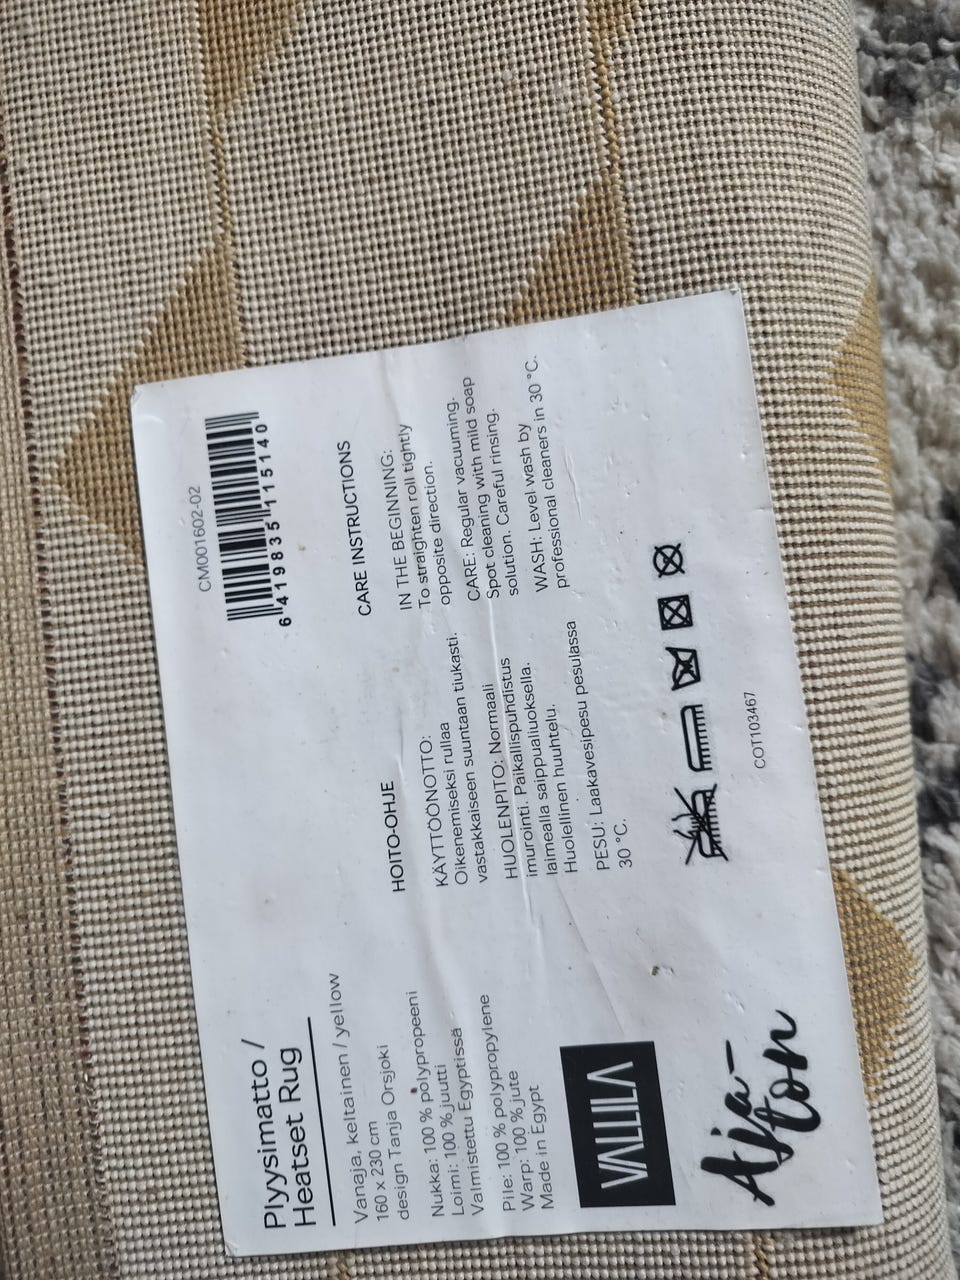 Plyysimatto /
Heatset Rug
Vanaja, keltainen / yellow
160 x 230 cm
design Tanja Orsjoki
Nukka: 100 % polypropeeni
Loimi: 100 % juutti
Valmistettu Egyptissä
Pile: 100 % polypropylene
Warp: 100 % jute
Made in Egypt
VALLILA
Aja-
ton
HOITO-OHJE
KÄYTTÖÖNOTTO:
Oikenemiseksi rullaa
vastakkaiseen suuntaan tiukasti.
HUOLENPITO: Normaali
imurointi. Paikallispuhdistus
laimealla saippualiuoksella.
Huolellinen huuhtelu.
PESU: Laakavesipesu pesulassa
30 °C.
CM001602-02
6 419835 115140
CARE INSTRUCTIONS
IN THE BEGINNING:
To straighten roll tightly
opposite direction.
CARE: Regular vacuuming.
Spot cleaning with mild soap
solution. Careful rinsing.
WASH: Level wash by
professional cleaners in 30 °C.
COT103467